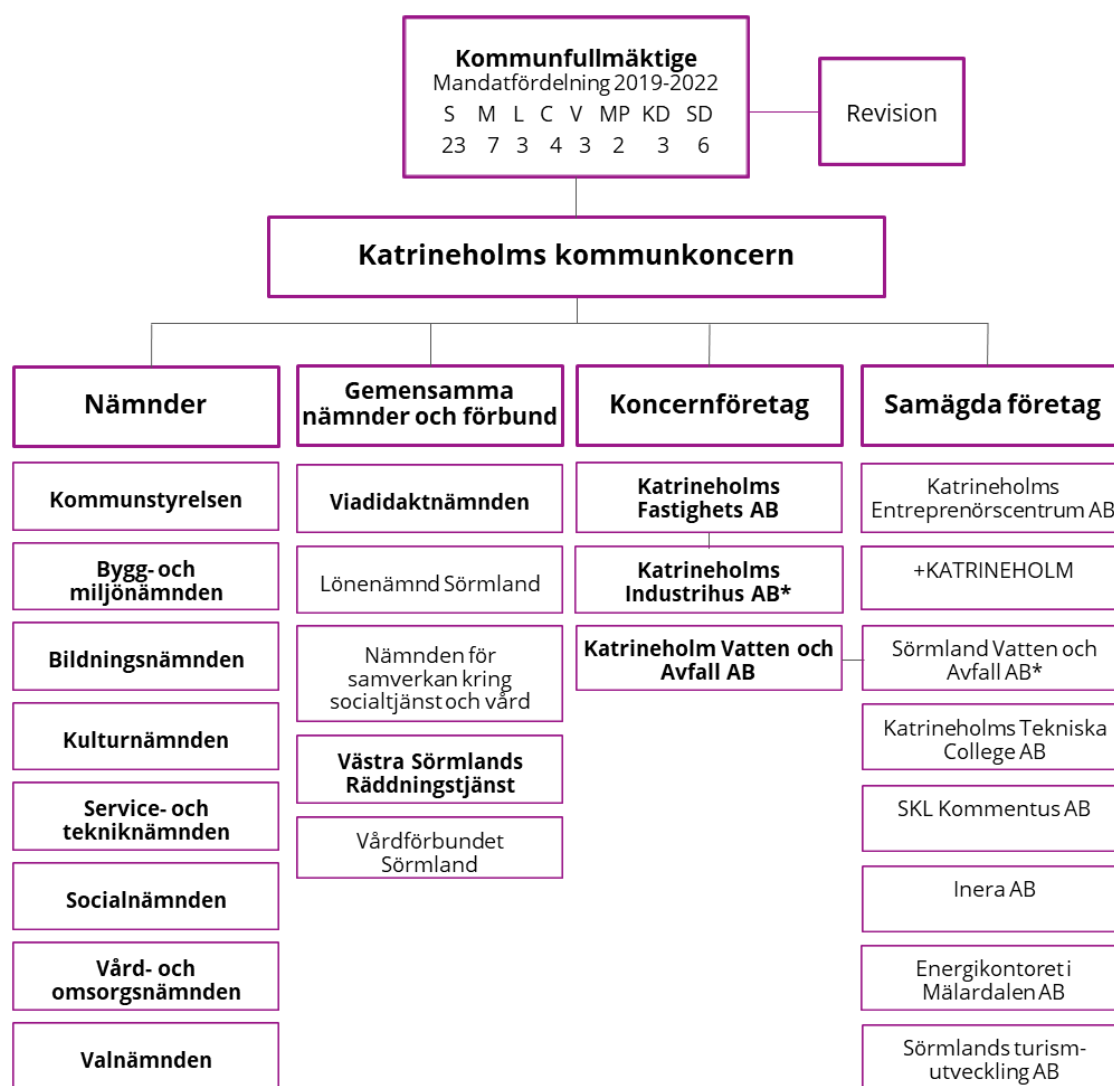 Kommunfullmäktige
Mandatfördelning 2019-2022
S M L C V MP KD SD
23 7 3 4 3 2 3 6
Revision
Katrineholms kommunkoncern
Nämnder
Kommunstyrelsen
Bygg- och
miljönämnden
Bildningsnämnden
Kulturnämnden
Service- och
tekniknämnden
Socialnämnden
Vård- och
omsorgsnämnden
Valnämnden
Gemensamma
nämnder och förbund
Viadidaktnämnden
Lönenämnd Sörmland
Nämnden för
samverkan kring
socialtjänst och vård
Västra Sörmlands
Räddningstjänst
Vårdförbundet
Sörmland
Koncernföretag
Katrineholms
Fastighets AB
Katrineholms
Industrihus AB*
Katrineholm Vatten och
Avfall AB
Samägda företag
Katrineholms
Entreprenörscentrum AB
+KATRINEHOLM
Sörmland Vatten och
Avfall AB*
Katrineholms Tekniska
College AB
SKL Kommentus AB
Inera AB
Energikontoret i
Mälardalen AB
Sörmlands turism-
utveckling AB